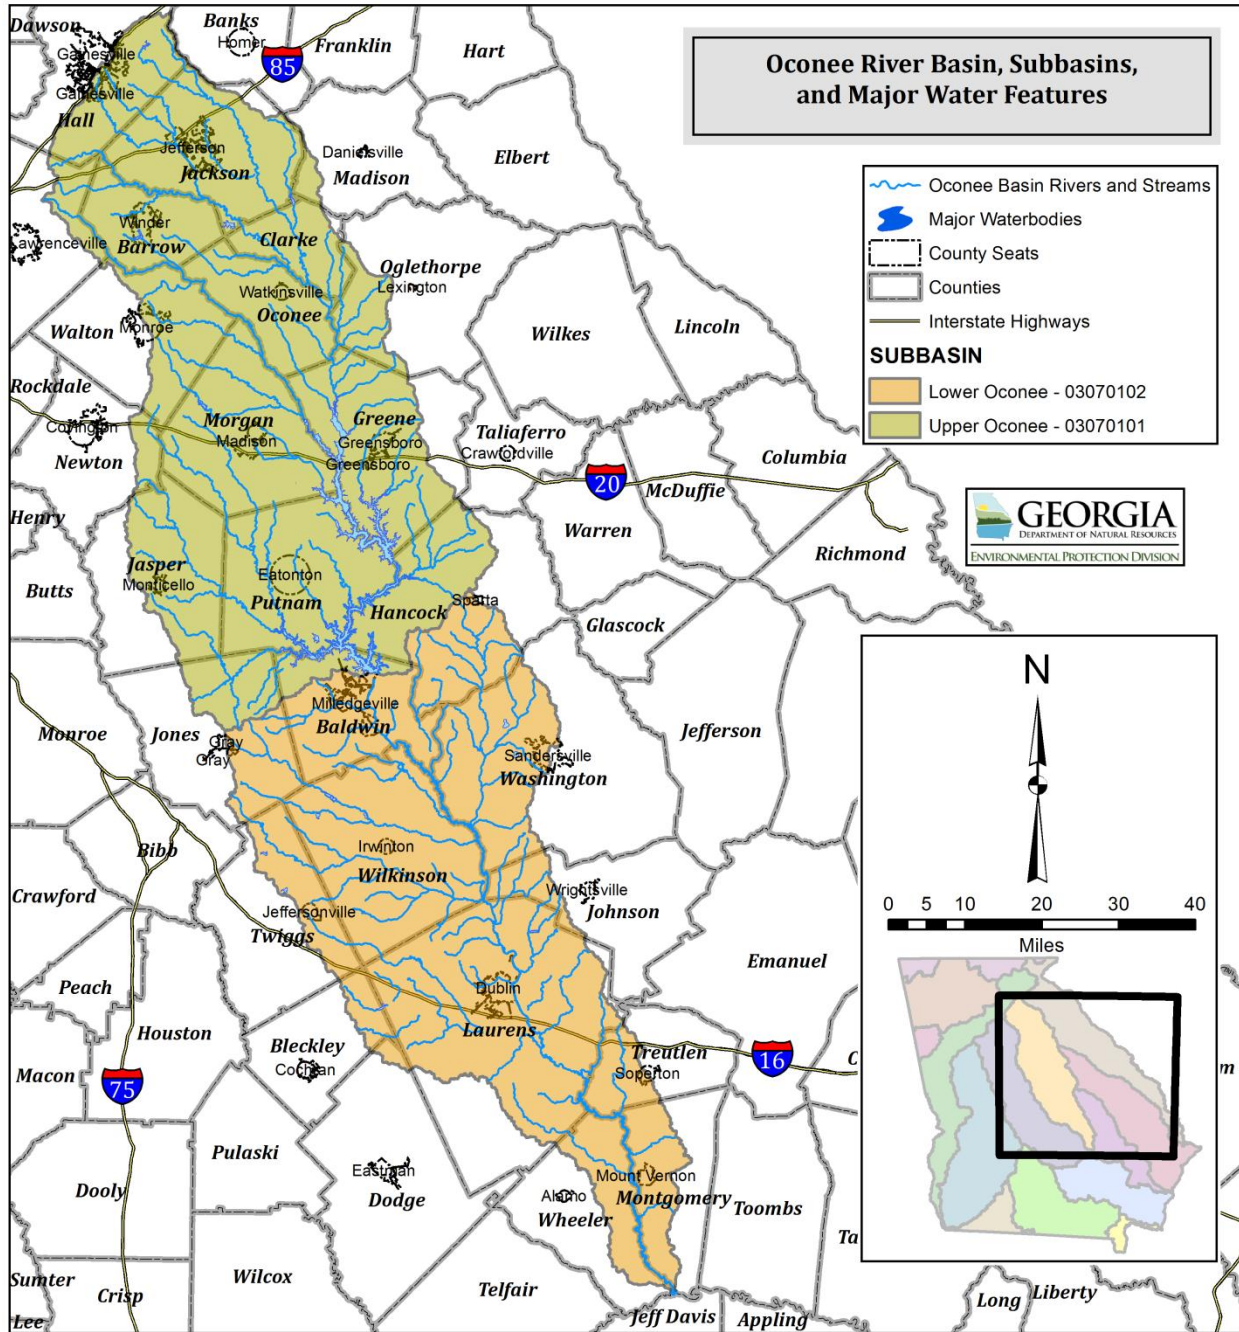 Oconee River Basin, Subbasins,
and Major Water Features
Oconee Basin Rivers and Streams
Major Waterbodies
County Seats
Counties
Interstate Highways
SUBBASIN
Lower Oconee - 03070102
Upper Oconee - 03070101
GEORGIA
DEPARTMENT OF NATURAL RESOURCES
ENVIRONMENTAL PROTECTION DIVISION
N
0 5 10 20 30 40
Miles
Dawson
Banks
Homer
Franklin
Hart
Gainesville
85
Gainesville
Hall
Jefferson
Jackson
Danielsville
Madison
Elbert
Winder
Barrow
Lawrenceville
Clarke
Oglethorpe
Lexington
Watkinsville
Oconee
Walton
Monroe
Wilkes
Lincoln
Rockdale
Covington
Newton
Morgan
Madison
Greene
Greensboro
Greensboro
Taliaferro
Crawfordville
20
McDuffie
Columbia
Warren
Richmond
Henry
Butts
Jasper
Monticello
Eatonton
Putnam
Hancock
Sparta
Glascock
Milledgeville
Baldwin
Monroe
Jones
Gray
Gray
Sandersville
Washington
Jefferson
Bibb
Crawford
Irwinton
Wilkinson
Wrightsville
Johnson
Jeffersonville
Twiggs
Emanuel
Peach
Houston
Dublin
Laurens
Macon
75
Bleckley
Cochran
Treutlen
Soperton
16
C
m
Pulaski
Eastman
Dodge
Dooly
Mount Vernon
Montgomery
Alamo
Wheeler
Toombs
Ta
Sumter
Crisp
Lee
Wilcox
Telfair
Jeff Davis
Appling
Long
Liberty